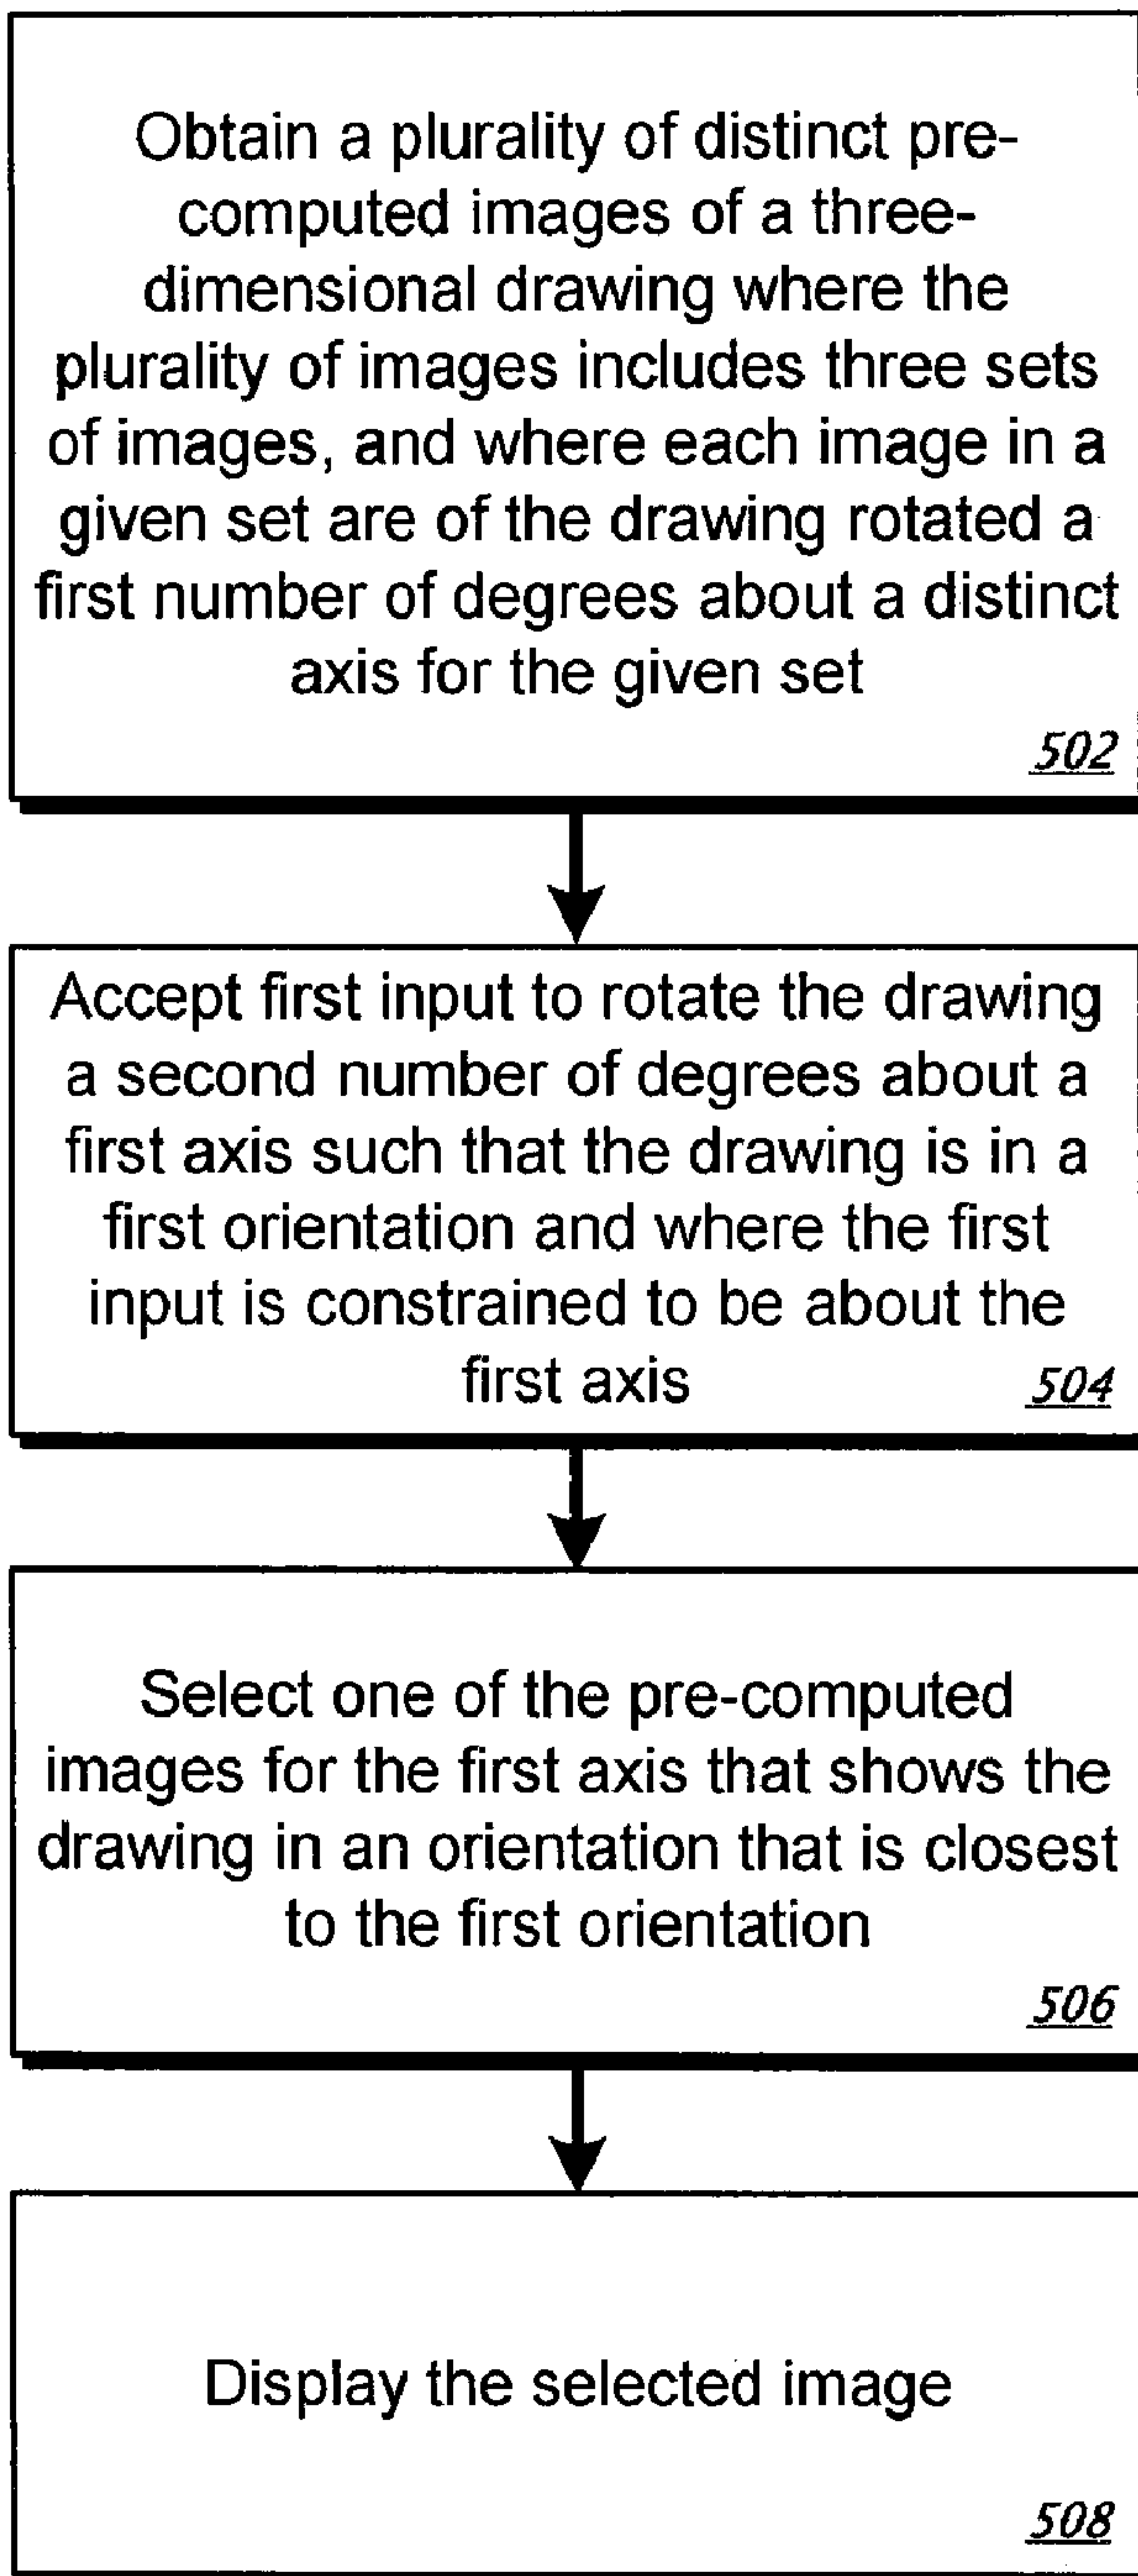 Obtain a plurality of distinct pre-
computed images of a three-
dimensional drawing where the
plurality of images includes three sets
of images, and where each image in a
given set are of the drawing rotated a
first number of degrees about a distinct
axis for the given set
502
Accept first input to rotate the drawing
a second number of degrees about a
first axis such that the drawing is in a
first orientation and where the first
input is constrained to be about the
first axis
504
Select one of the pre-computed
images for the first axis that shows the
drawing in an orientation that is closest
to the first orientation
506
Display the selected image
508